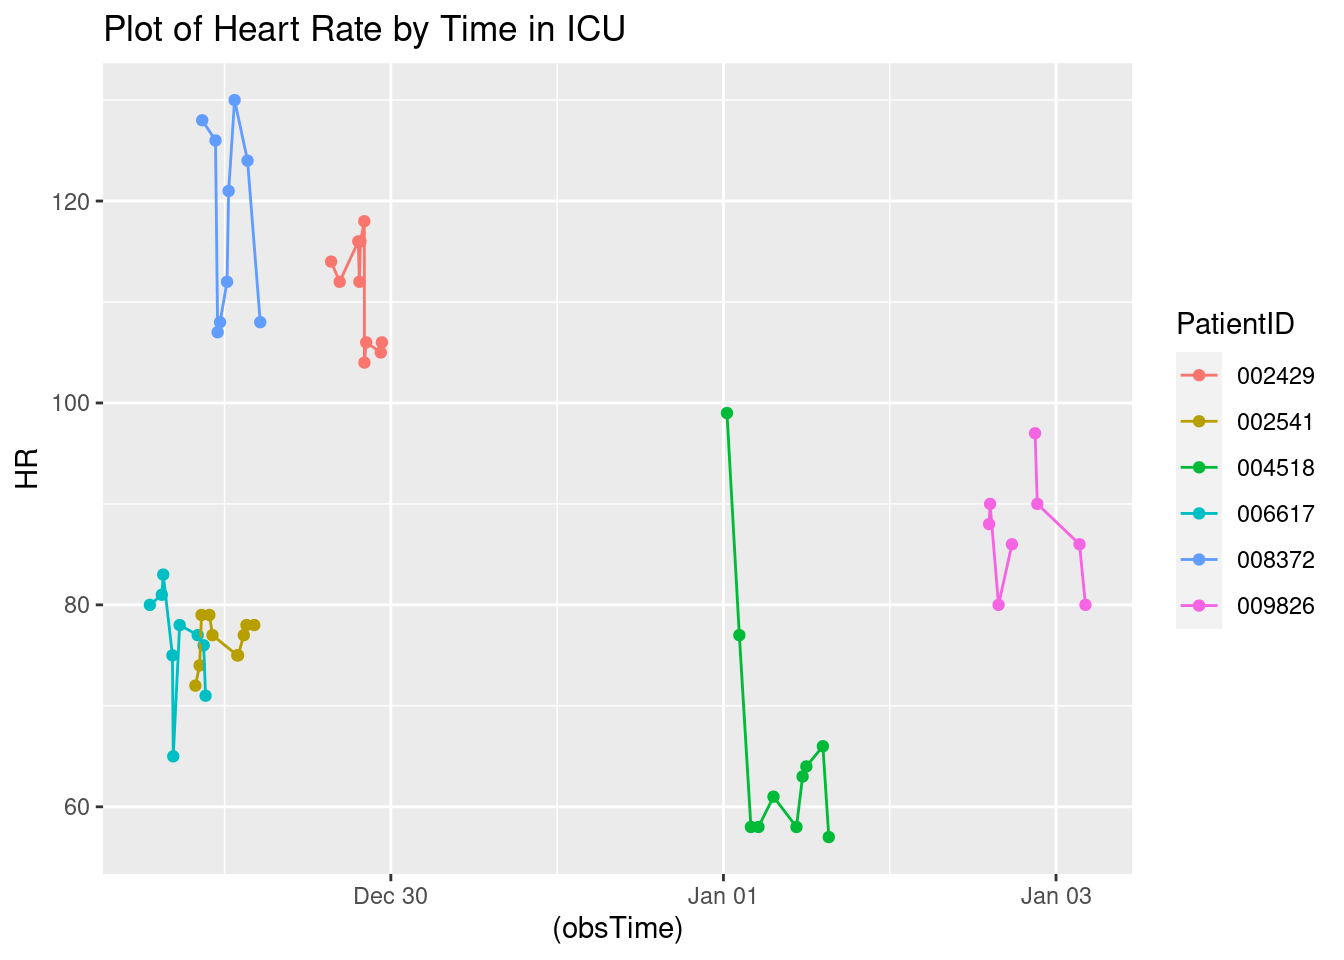 Plot of Heart Rate by Time in ICU
HR
120
100
80
60
Dec 30
Jan 01
Jan 03
(obsTime)
PatientID
002429
002541
004518
006617
008372
009826